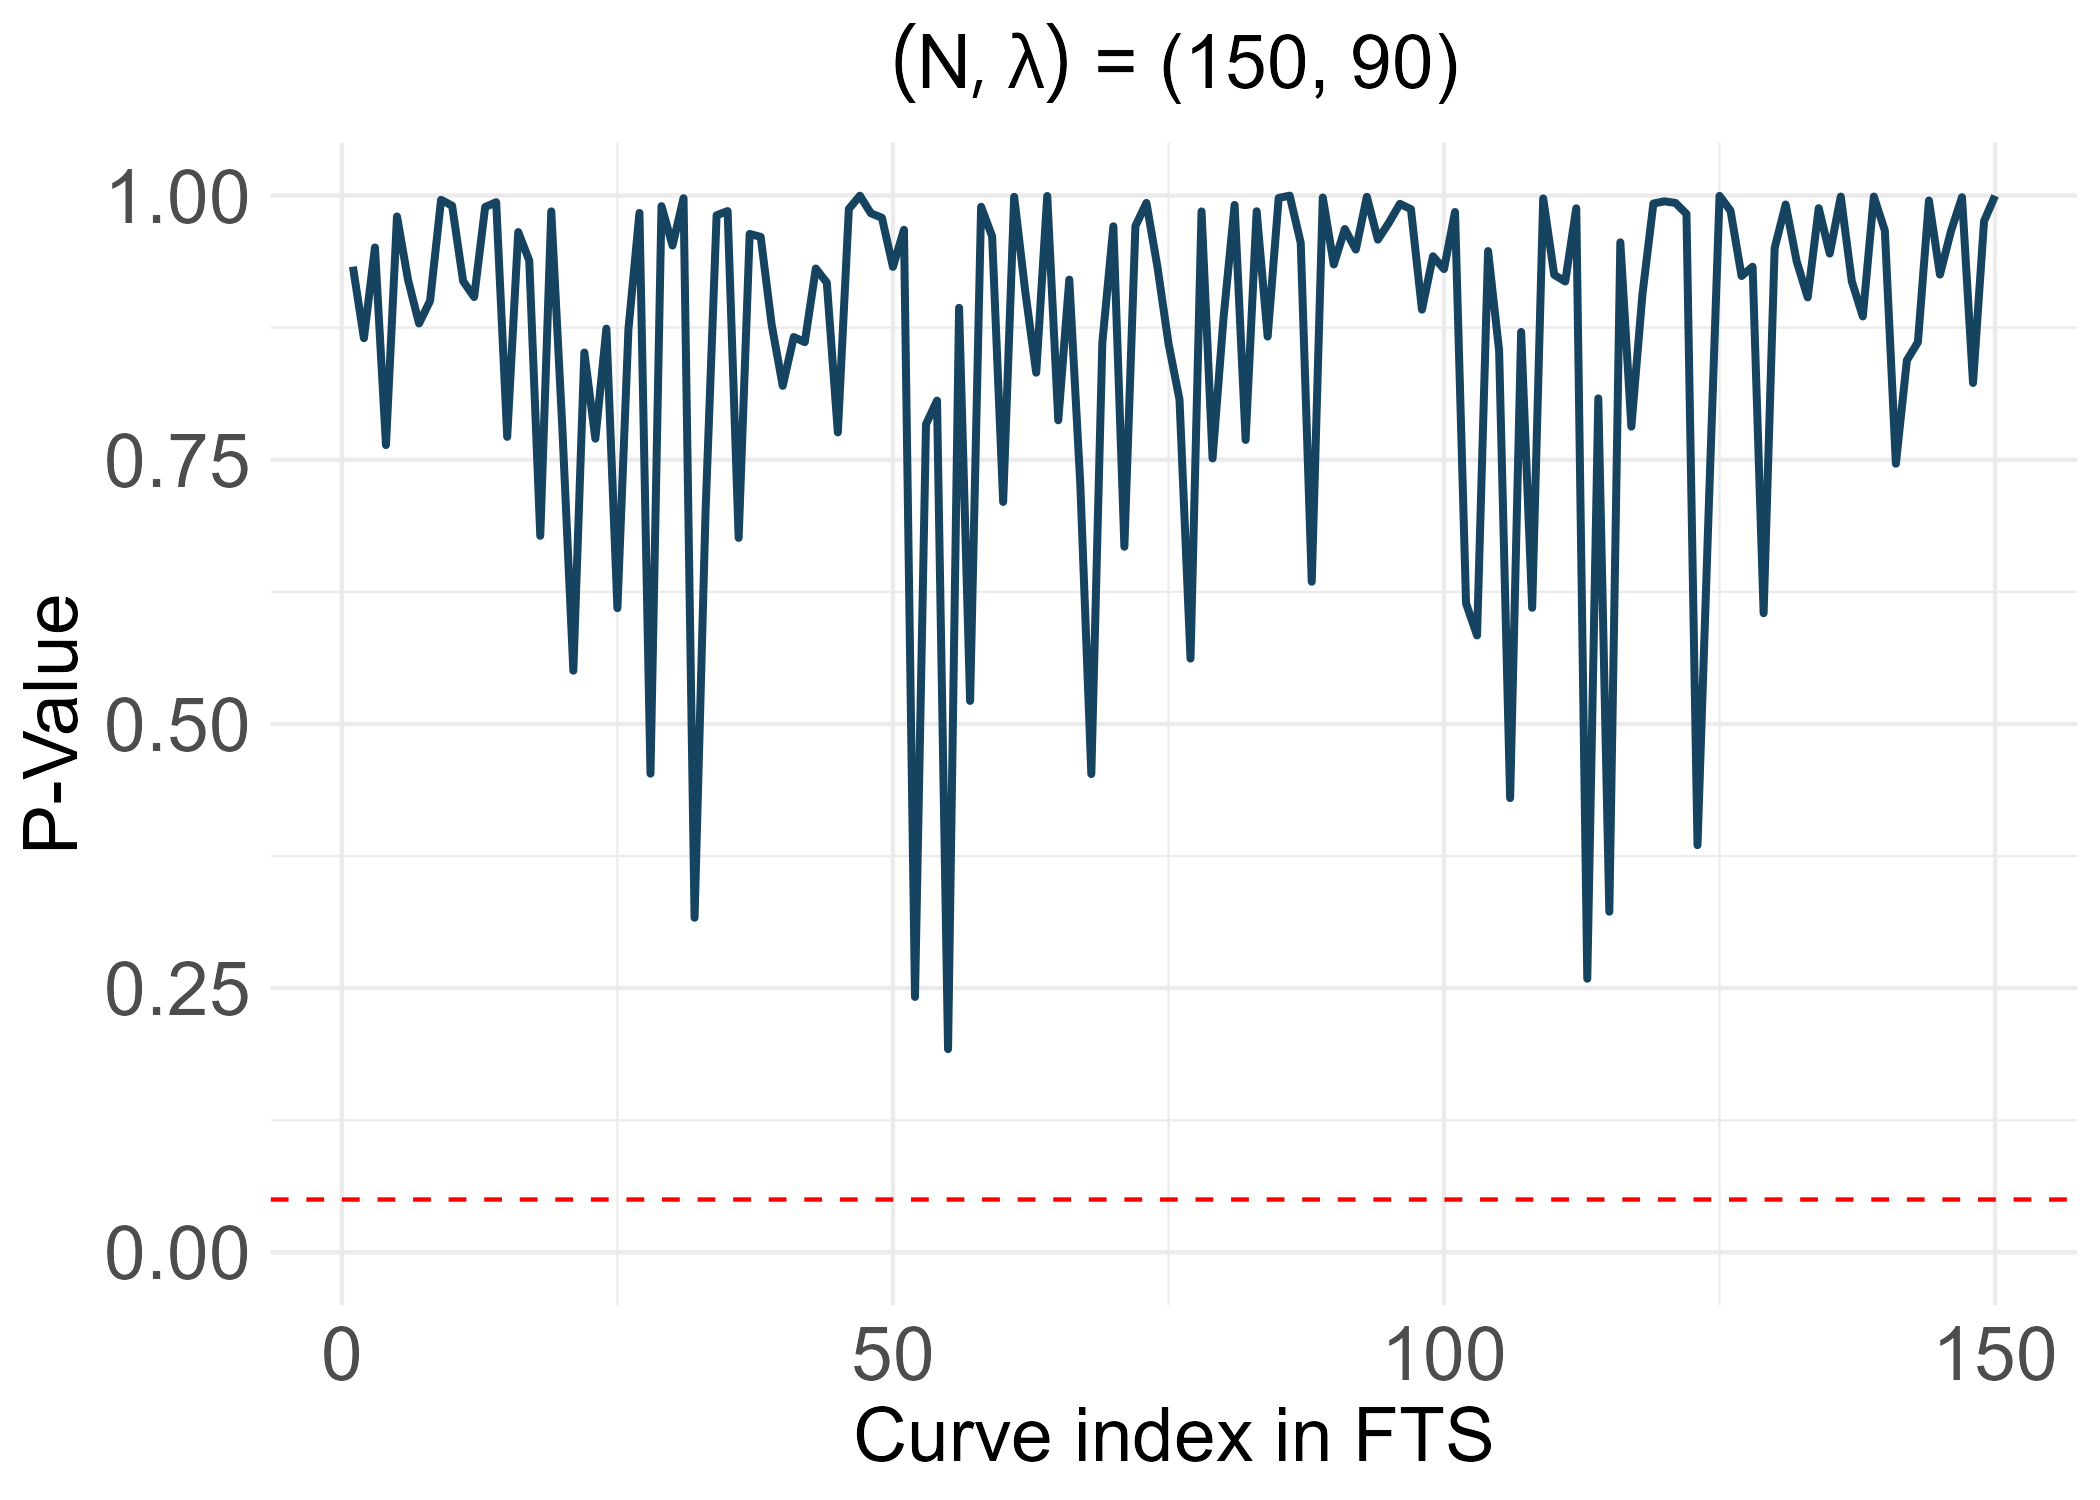 (N, λ) = (150, 90)
P-Value
1.00
0.75
0.50
0.25
0.00
0 50 100 150
Curve index in FTS